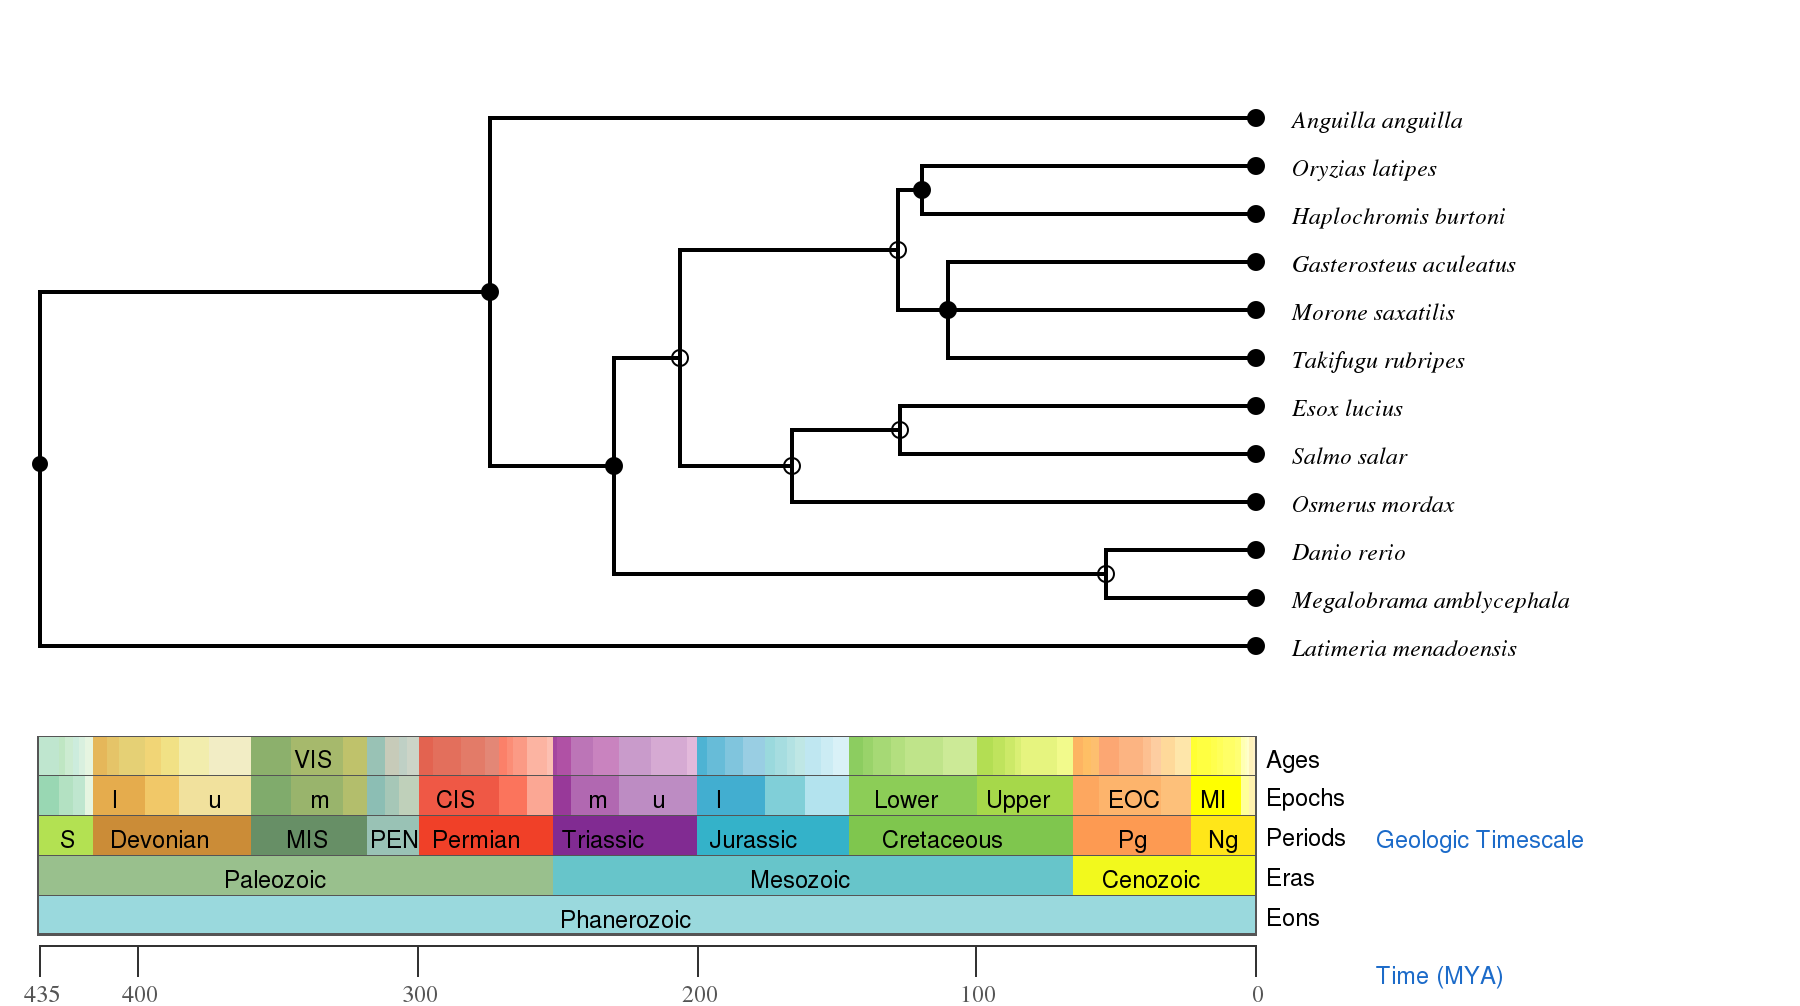 Anguilla anguilla
Oryzias latipes
Haplochromis burtoni
Gasterosteus aculeatus
Morone saxatilis
Takifugu rubripes
Esox lucius
Salmo salar
Osmerus mordax
Danio rerio
Megalobrama amblycephala
Latimeria menadoensis
VIS Ages
l u m CIS m u l Lower Upper EOC MI Epochs
S Devonian MIS PEN Permian Triassic Jurassic Cretaceous Pg Ng Periods Geologic Timescale
Paleozoic Mesozoic Cenozoic Eras
Phanerozoic Eons
Time (MYA)
435 400 300 200 100 0